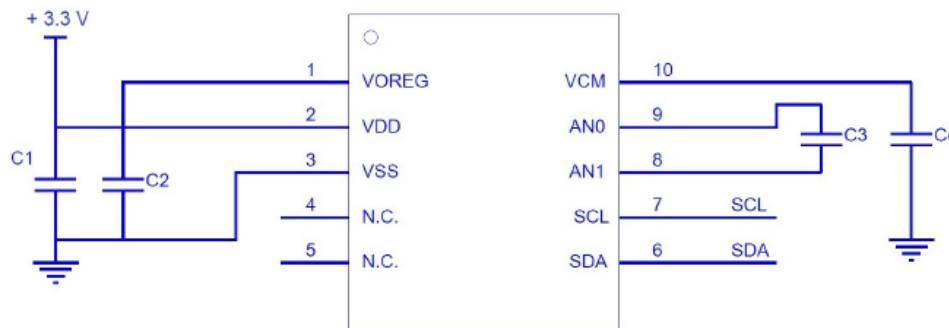 + 3.3 V
1 VOREG VCM 10
2 VDD AN0 9
C3
C1 C2 3 VSS AN1 8
4 N.C. SCL 7 SCL
5 N.C. SDA 6 SDA